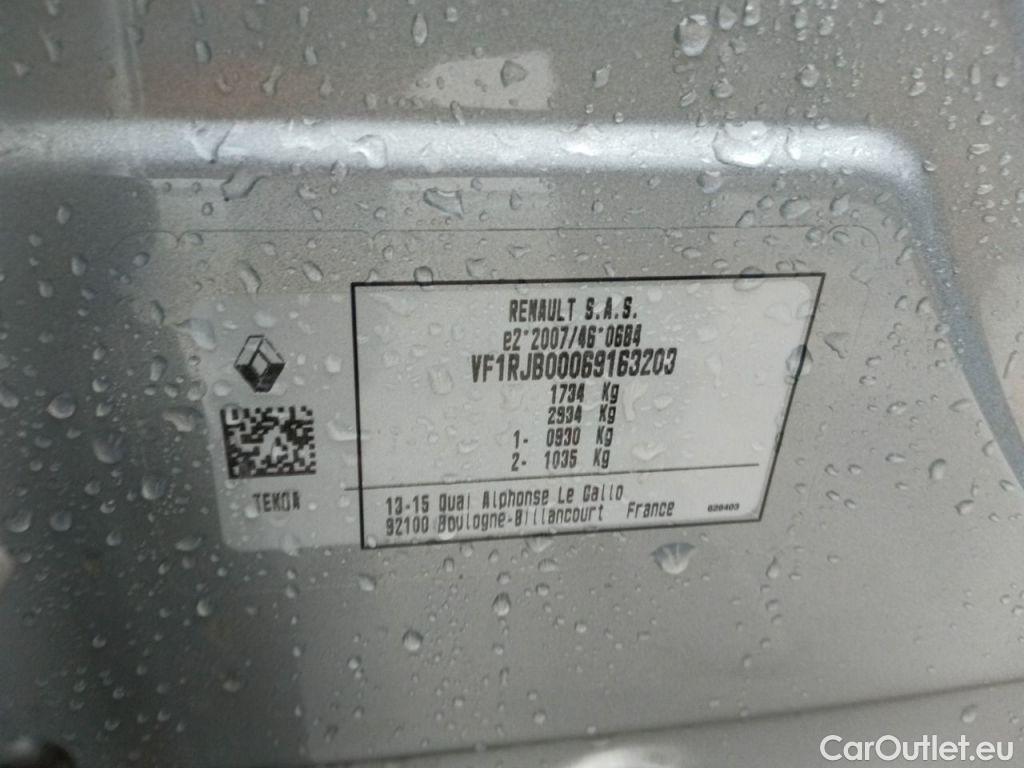 RENAULT S.A.S.
e2*2007/46*0684
VF1RJB00069163203
1734 Kg
2934 Kg
1- 0930 Kg
2- 1035 Kg
TEKOA
13-15 Quai Alphonse Le Gallo
92100 Boulogne-Billancourt France
828403
CarOutlet.eu